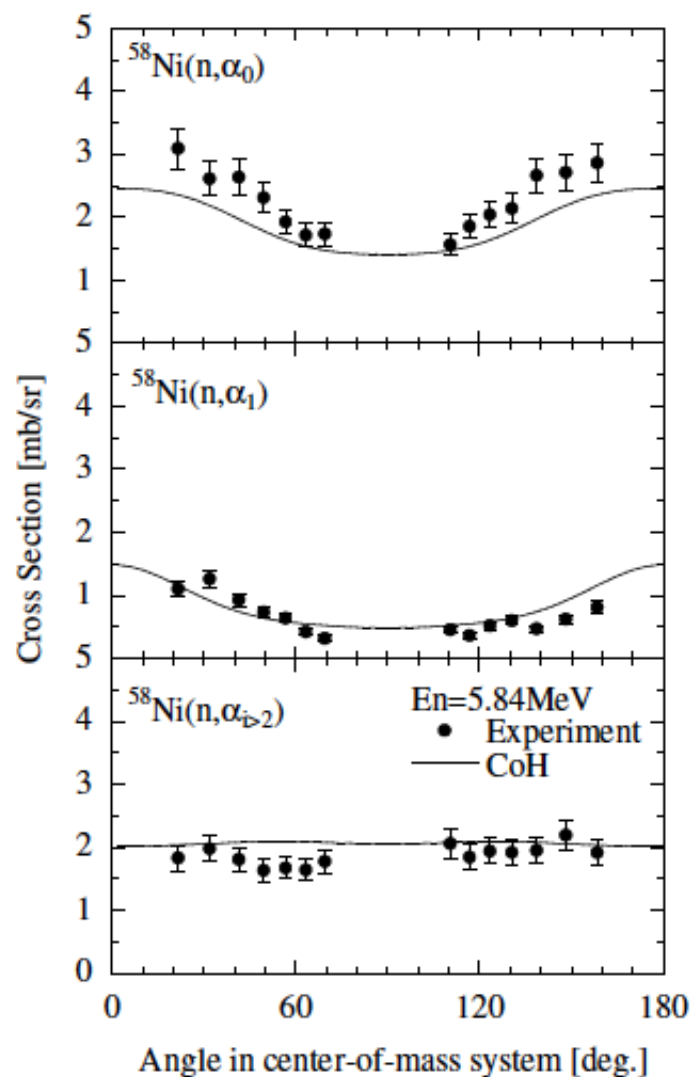 5
⁵⁸Ni(n,α₀)
4
3
2
1
5
⁵⁸Ni(n,α₁)
4
3
2
1
5
⁵⁸Ni(n,αᵢ>₂)
En=5.84MeV
Experiment
CoH
4
3
2
1
0
0 60 120 180
Cross Section [mb/sr]
Angle in center-of-mass system [deg.]